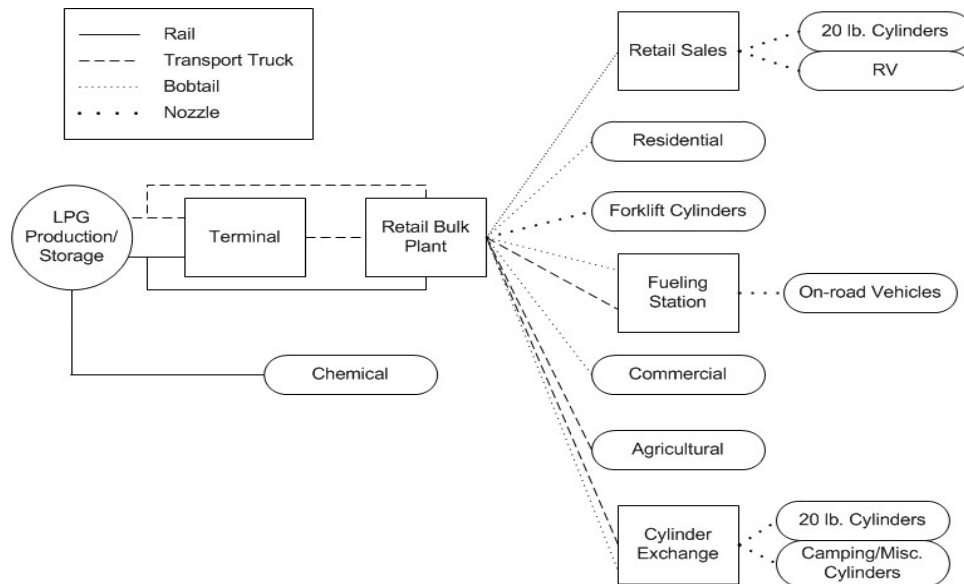 Rail
Transport Truck
Bobtail
Nozzle
Retail Sales
20 lb. Cylinders
RV
Residential
LPG
Production/
Storage
Terminal
Retail Bulk
Plant
Forklift Cylinders
Fueling
Station
On-road Vehicles
Chemical
Commercial
Agricultural
Cylinder
Exchange
20 lb. Cylinders
Camping/Misc.
Cylinders